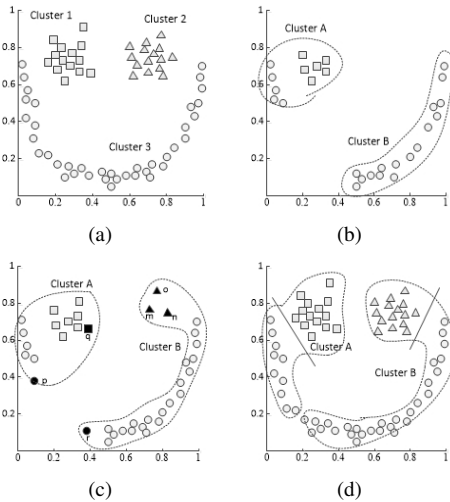 Cluster 1
Cluster 2
Cluster 3
1
0.8
0.6
0.4
0.2
0 0.2 0.4 0.6 0.8 1
(a)
Cluster A
Cluster B
1
0.8
0.6
0.4
0.2
0 0.2 0.4 0.6 0.8 1
(b)
Cluster A
Cluster B
o
m
n
q
p
r
1
0.8
0.6
0.4
0.2
0 0.2 0.4 0.6 0.8 1
(c)
Cluster A
Cluster B
1
0.8
0.6
0.4
0.2
0 0.2 0.4 0.6 0.8 1
(d)